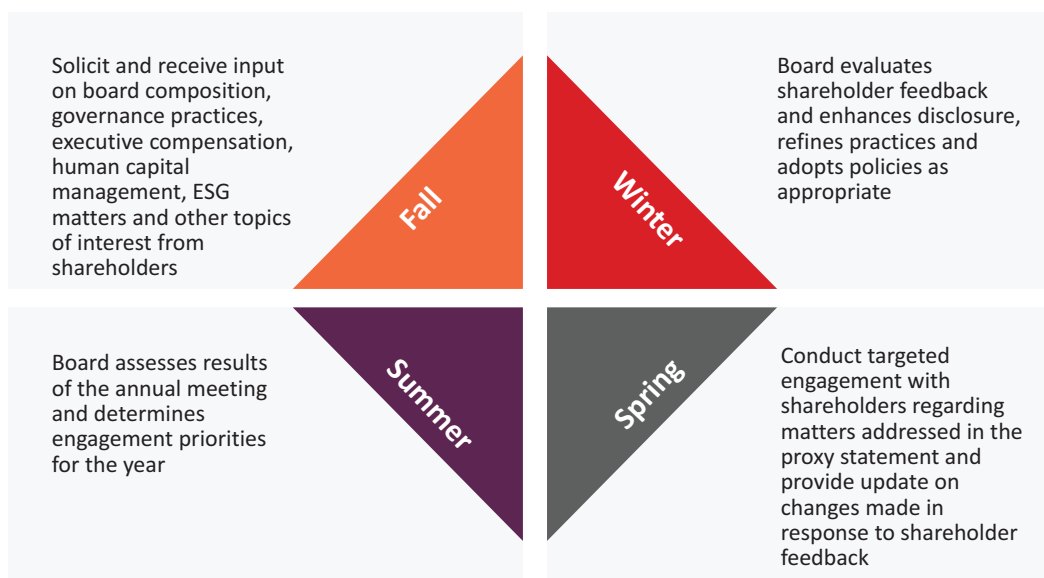 Solicit and receive input
on board composition,
governance practices,
executive compensation,
human capital
management, ESG
matters and other topics
of interest from
shareholders
Fall
Winter
Board evaluates
shareholder feedback
and enhances disclosure,
refines practices and
adopts policies as
appropriate
Board assesses results
of the annual meeting
and determines
engagement priorities
for the year
Summer
Spring
Conduct targeted
engagement with
shareholders regarding
matters addressed in the
proxy statement and
provide update on
changes made in
response to shareholder
feedback